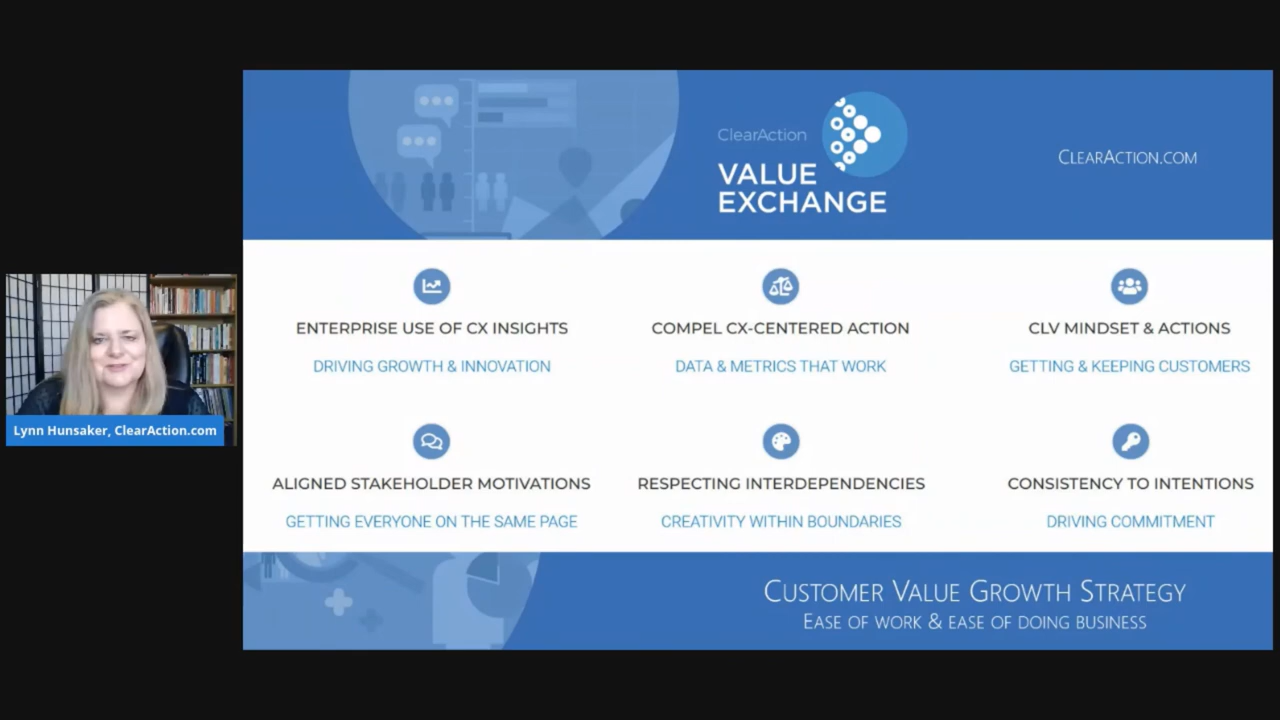 ClearAction
VALUE
EXCHANGE
CLEARACTION.COM
ENTERPRISE USE OF CX INSIGHTS
DRIVING GROWTH & INNOVATION
COMPEL CX-CENTERED ACTION
DATA & METRICS THAT WORK
CLV MINDSET & ACTIONS
GETTING & KEEPING CUSTOMERS
ALIGNED STAKEHOLDER MOTIVATIONS
GETTING EVERYONE ON THE SAME PAGE
RESPECTING INTERDEPENDENCIES
CREATIVITY WITHIN BOUNDARIES
CONSISTENCY TO INTENTIONS
DRIVING COMMITMENT
Lynn Hunsaker, ClearAction.com
CUSTOMER VALUE GROWTH STRATEGY
EASE OF WORK & EASE OF DOING BUSINESS